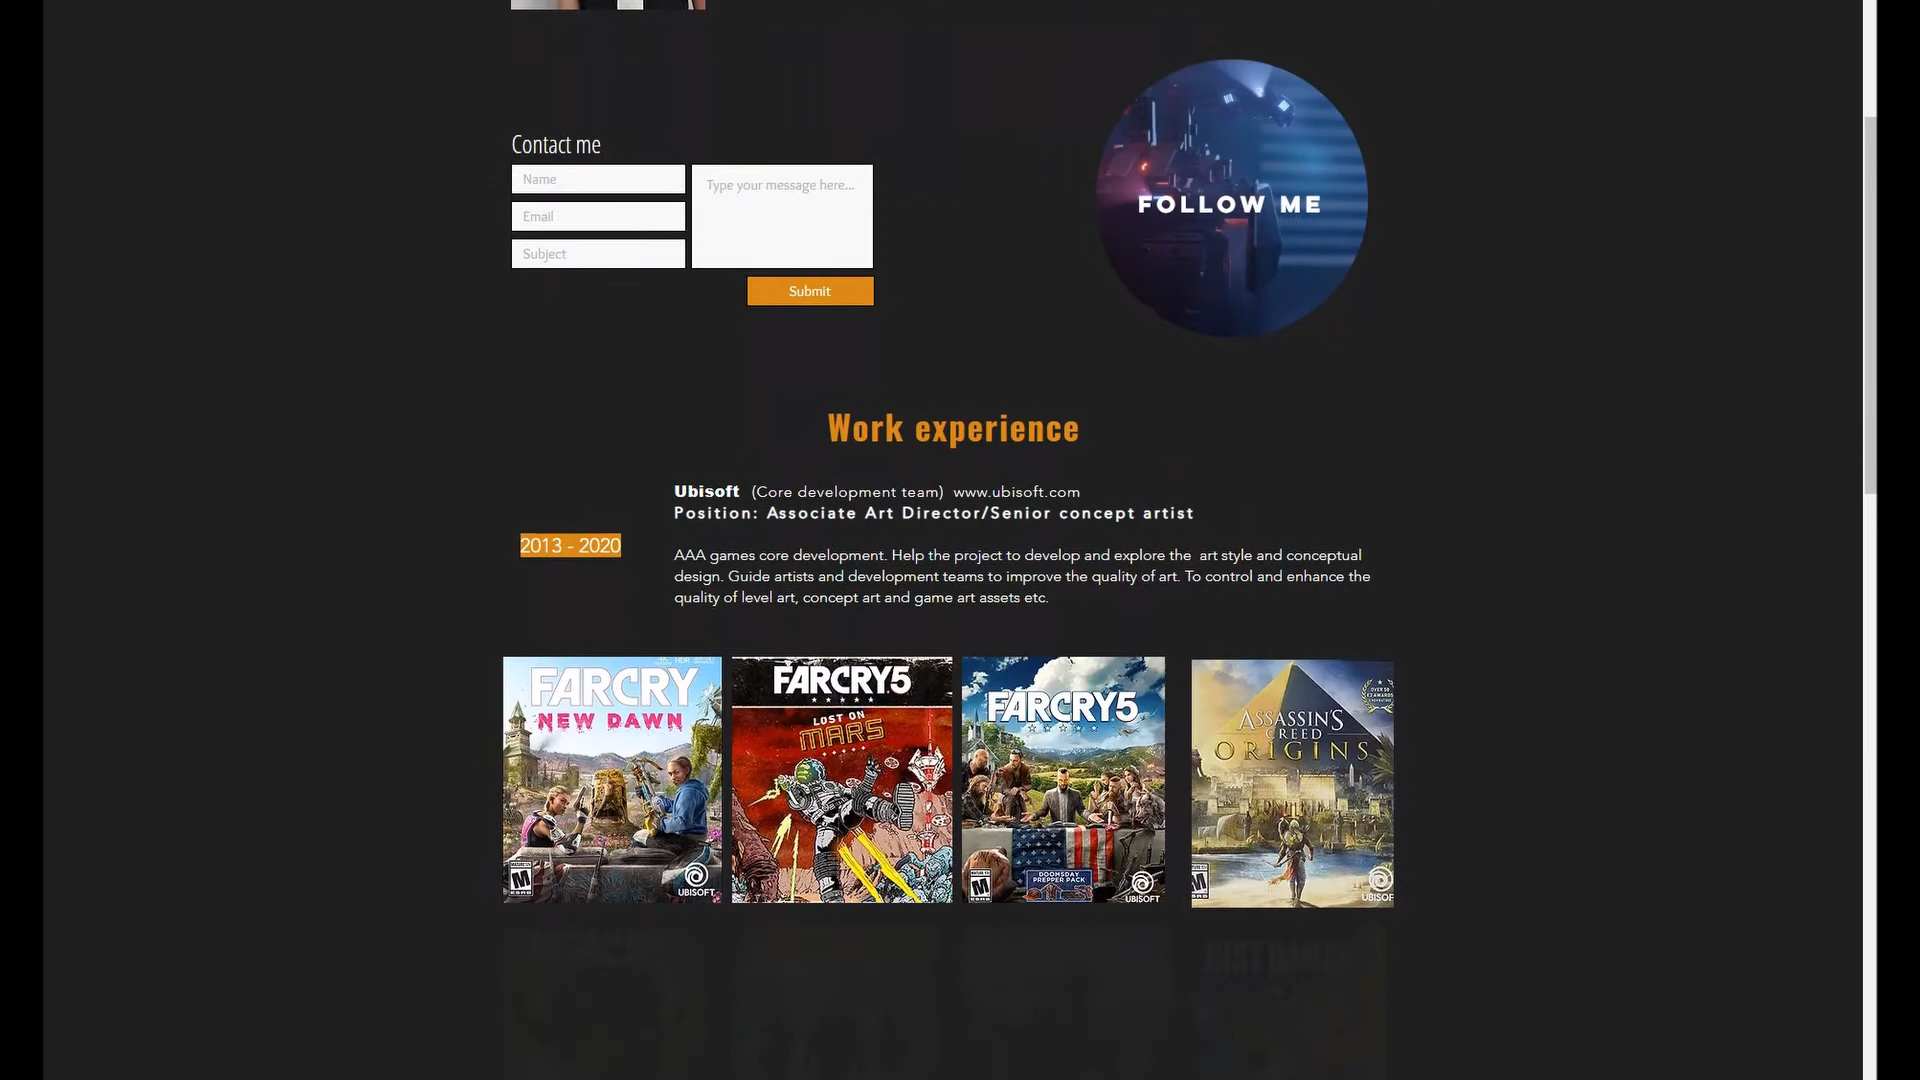 Contact me
Name
Type your message here...
Email
Subject
Submit
FOLLOW ME
Work experience
Ubisoft (Core development team) www.ubisoft.com
Position: Associate Art Director/Senior concept artist
2013 - 2020
AAA games core development. Help the project to develop and explore the art style and conceptual
design. Guide artists and development teams to improve the quality of art. To control and enhance the
quality of level art, concept art and game art assets etc.
FARCRY
NEW DAWN
M
UBISOFT
FARCRY5
LOST ON
MARS
FARCRY5
DOOMSDAY
PREPPER PACK
M
UBISOFT
ASSASSIN'S
CREED
ORIGINS
M
UBISOF